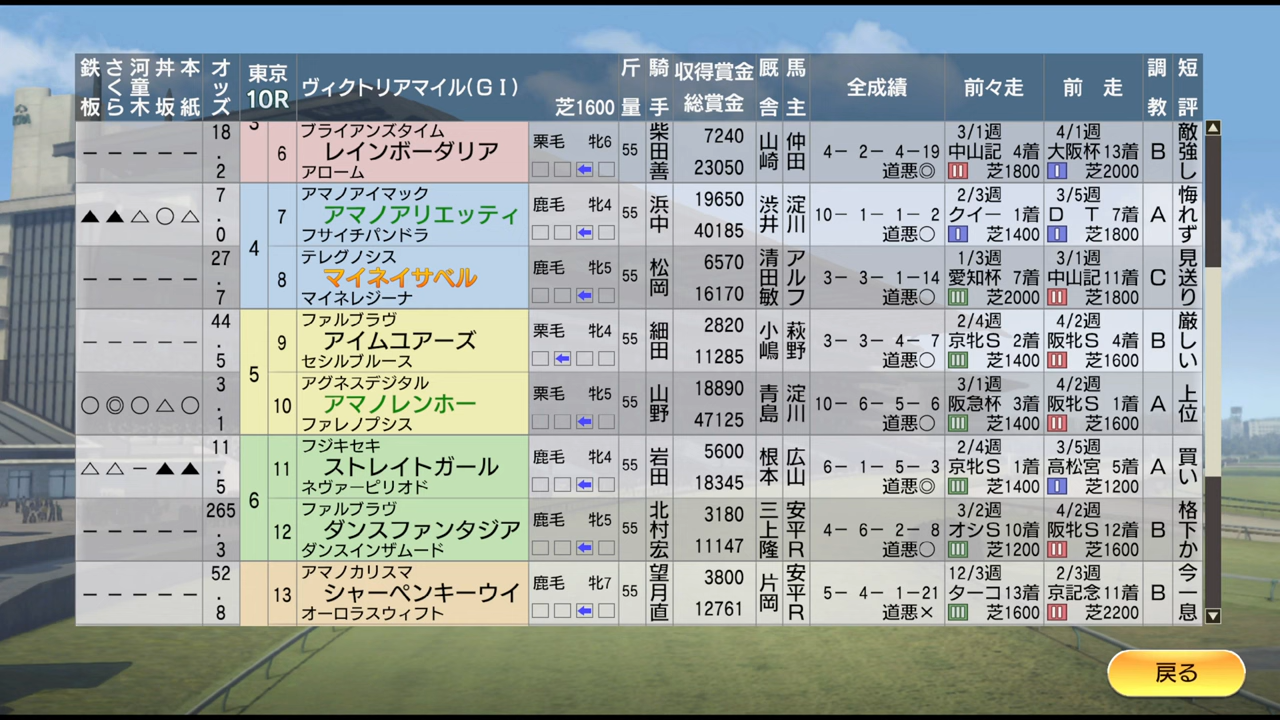 鉄板 さくら 河童木 井坂 本紙 オッズ 東京10R ヴィクトリアマイル(GⅠ) 芝1600 斤量 騎手 収得賞金 総賞金 厩舎 馬主 全成績 前々走 前走 調教 短評
3
－－－－－ 18.2 6 ブライアンズタイム 栗毛 牝6 55 柴田善 7240 山崎 仲田 4－ 2－ 4－19 3/1週 4/1週 B 敵強し
レインボーダリア 中山記 4着 大阪杯13着
アローム 23050 道悪◎ Ⅱ 芝1800 Ⅰ 芝2000
▲▲△○△ 7.0 4 7 アマノアイマック 鹿毛 牝4 55 浜中 19650 渋井 淀川 10－ 1－ 1－ 2 2/3週 3/5週 A 悔れず
アマノアリエッティ クイー 1着 D T 7着
フサイチパンドラ 40185 道悪○ Ⅰ 芝1400 Ⅰ 芝1800
－－－－－ 27.7 8 テレグノシス 鹿毛 牝5 55 松岡 6570 清田敏 アルフ 3－ 3－ 1－14 1/3週 3/1週 C 見送り
マイネイサベル 愛知杯 7着 中山記11着
マイネレジーナ 16170 道悪○ Ⅲ 芝2000 Ⅱ 芝1800
－－－－－ 44.5 5 9 ファルブラヴ 栗毛 牝4 55 細田 2820 小嶋 萩野 3－ 3－ 4－ 7 2/4週 4/2週 B 厳しい
アイムユアーズ 京牝S 2着 阪牝S 4着
セシルブルース 11285 道悪○ Ⅲ 芝1400 Ⅱ 芝1600
○◎○△○ 3.1 10 アグネスデジタル 栗毛 牝5 55 山野 18890 青島 淀川 10－ 6－ 5－ 6 3/1週 4/2週 A 上位
アマノレンホー 阪急杯 3着 阪牝S 1着
ファレノプシス 47125 道悪○ Ⅲ 芝1400 Ⅱ 芝1600
△△－▲▲ 11.5 6 11 フジキセキ 鹿毛 牝4 55 岩田 5600 根本 広山 6－ 1－ 5－ 3 2/4週 3/5週 A 買い
ストレイトガール 京牝S 1着 高松宮 5着
ネヴァーピリオド 18345 道悪◎ Ⅲ 芝1400 Ⅰ 芝1200
－－－－－ 265.3 12 ファルブラヴ 鹿毛 牝5 55 北村宏 3180 三上隆 安平R 4－ 6－ 2－ 8 3/2週 4/2週 B 格下か
ダンスファンタジア オシS10着 阪牝S12着
ダンスインザムード 11147 道悪○ Ⅲ 芝1200 Ⅱ 芝1600
－－－－－ 52.8 13 アマノカリスマ 鹿毛 牝7 55 望月直 3800 片岡 安平R 5－ 4－ 1－21 12/3週 2/3週 B 今一息
シャーペンキーウイ ターコ13着 京記念11着
オーロラスウィフト 12761 道悪× Ⅲ 芝1600 Ⅱ 芝2200
戻る